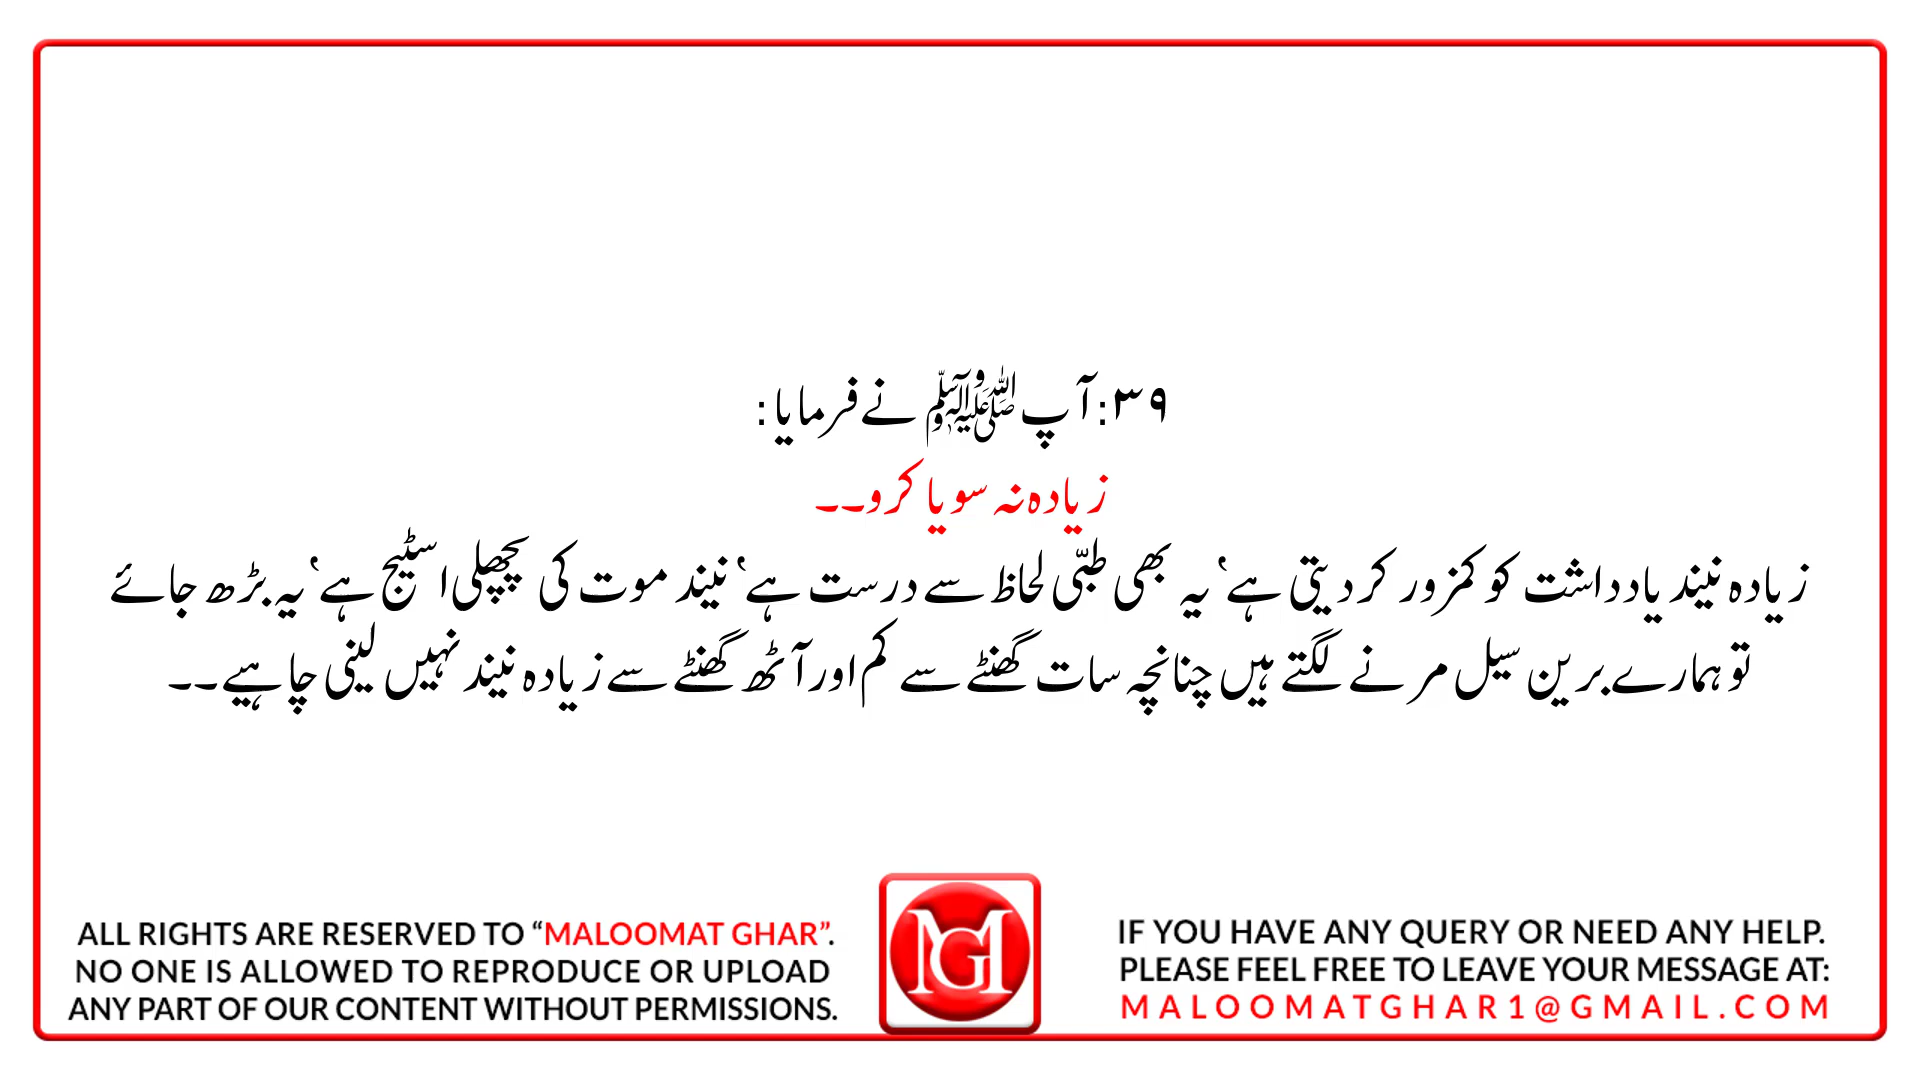 ۳۹:آپ ﷺ نے فرمایا:
زیادہ نہ سویا کرو۔۔
زیادہ نیند یادداشت کو کمزور کر دیتی ہے‘ یہ بھی طبّی لحاظ سے درست ہے‘ نیند موت کی پچھلی اسٹیج ہے‘ یہ بڑھ جائے
تو ہمارے برین سیل مرنے لگتے ہیں چنانچہ سات گھنٹے سے کم اور آٹھ گھنٹے سے زیادہ نیند نہیں لینی چاہیے۔۔
ALL RIGHTS ARE RESERVED TO “MALOOMAT GHAR”.
NO ONE IS ALLOWED TO REPRODUCE OR UPLOAD
ANY PART OF OUR CONTENT WITHOUT PERMISSIONS.
MG
IF YOU HAVE ANY QUERY OR NEED ANY HELP.
PLEASE FEEL FREE TO LEAVE YOUR MESSAGE AT:
MALOOMATGHAR1@GMAIL.COM